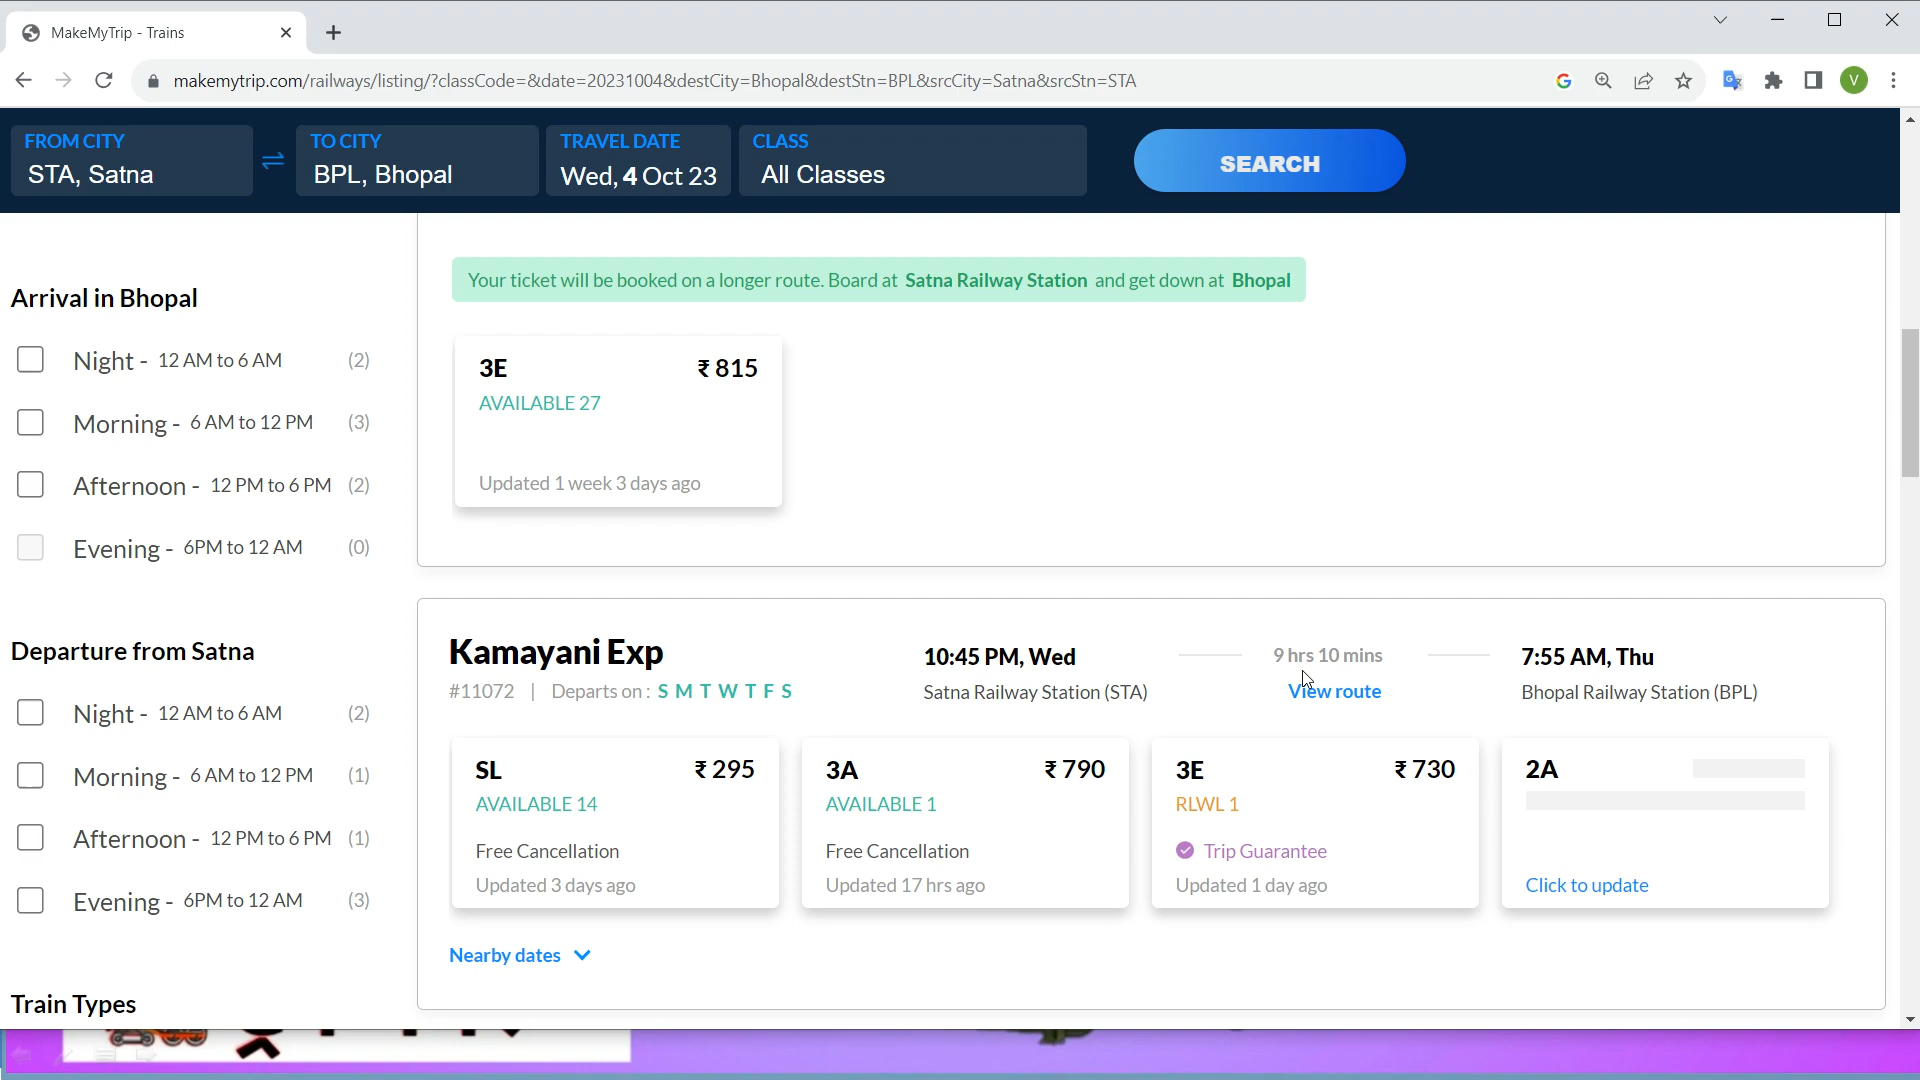 MakeMyTrip - Trains
makemytrip.com/railways/listing/?classCode=&date=20231004&destCity=Bhopal&destStn=BPL&srcCity=Satna&srcStn=STA
V
FROM CITY
STA, Satna
TO CITY
BPL, Bhopal
TRAVEL DATE
Wed, 4 Oct 23
CLASS
All Classes
SEARCH
Arrival in Bhopal
Night - 12 AM to 6 AM (2)
Morning - 6 AM to 12 PM (3)
Afternoon - 12 PM to 6 PM (2)
Evening - 6PM to 12 AM (0)
Departure from Satna
Night - 12 AM to 6 AM (2)
Morning - 6 AM to 12 PM (1)
Afternoon - 12 PM to 6 PM (1)
Evening - 6PM to 12 AM (3)
Train Types
Your ticket will be booked on a longer route. Board at Satna Railway Station and get down at Bhopal
3E ₹ 815
AVAILABLE 27
Updated 1 week 3 days ago
Kamayani Exp
#11072 | Departs on : S M T W T F S
10:45 PM, Wed
Satna Railway Station (STA)
9 hrs 10 mins
View route
7:55 AM, Thu
Bhopal Railway Station (BPL)
SL ₹ 295
AVAILABLE 14
Free Cancellation
Updated 3 days ago
3A ₹ 790
AVAILABLE 1
Free Cancellation
Updated 17 hrs ago
3E ₹ 730
RLWL 1
Trip Guarantee
Updated 1 day ago
2A
Click to update
Nearby dates